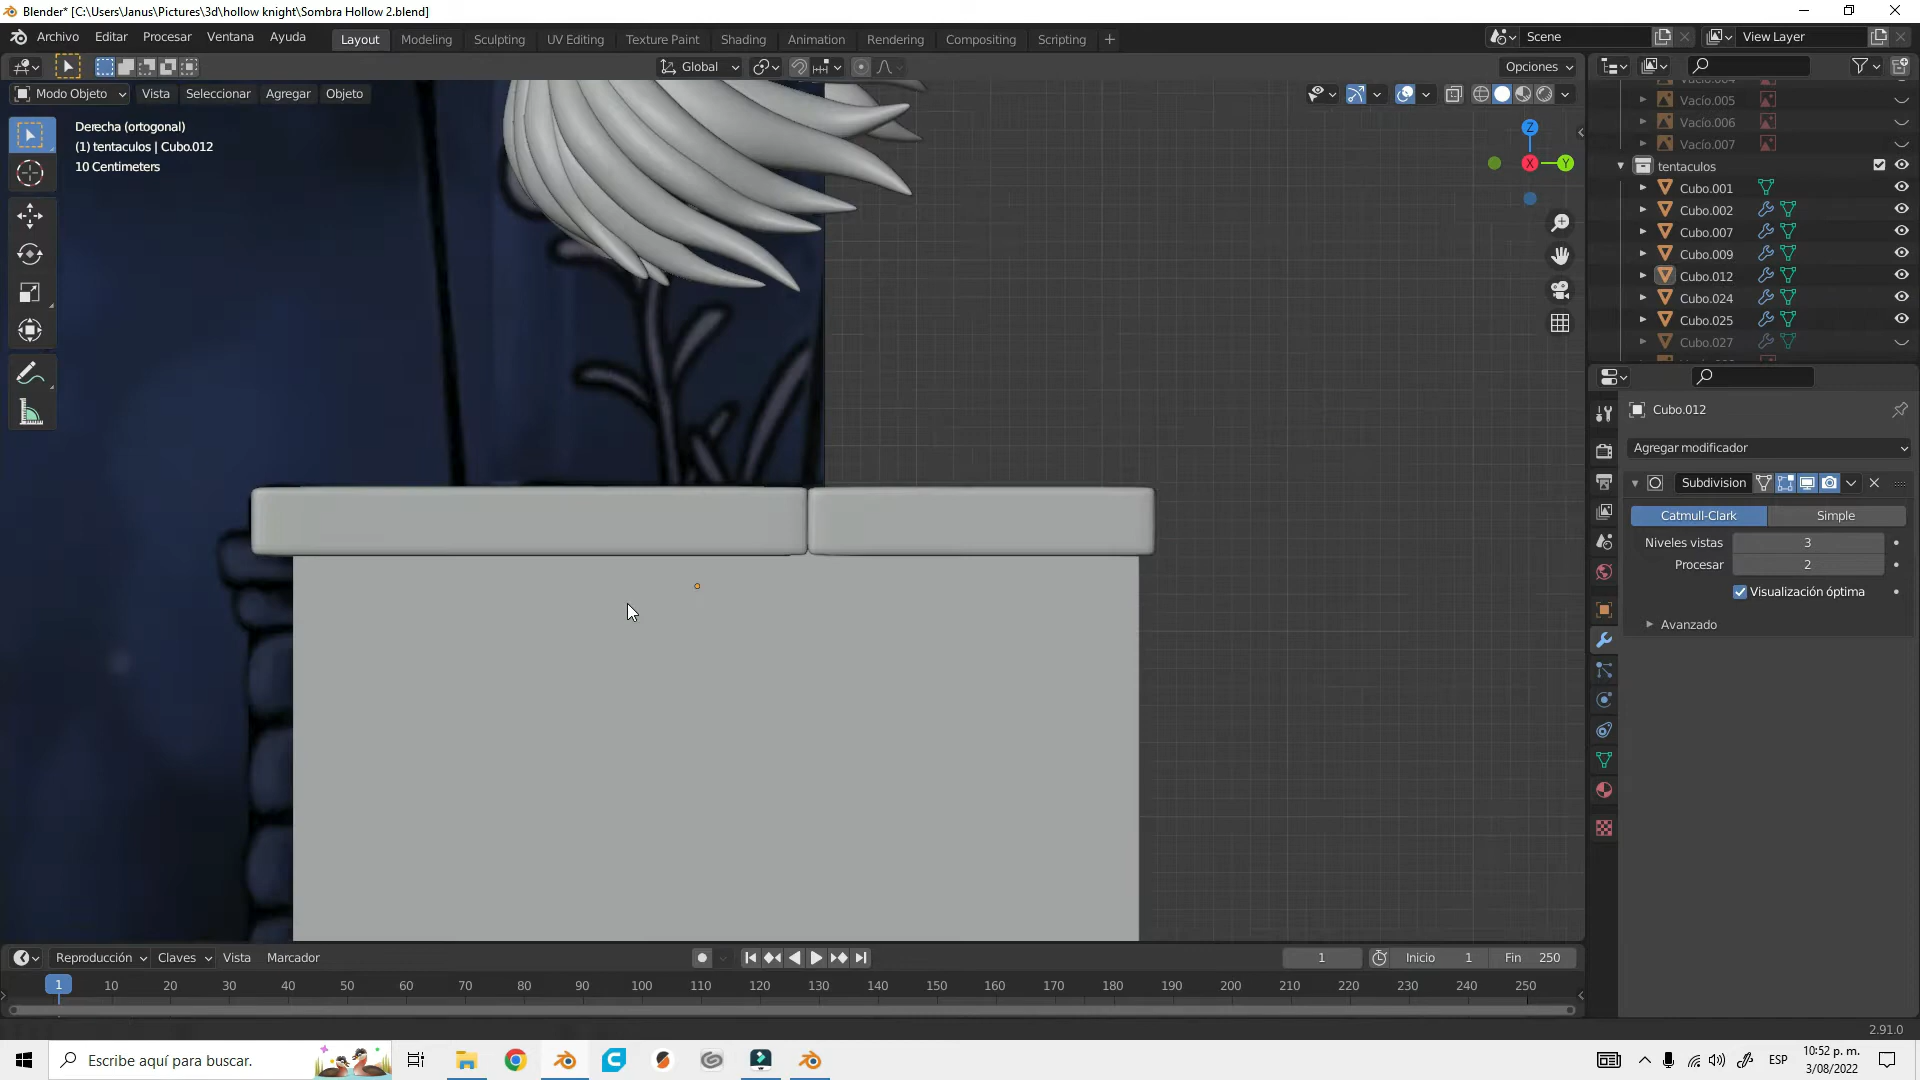 Blender* [C:\Users\Janus\Pictures\3d\hollow knight\Sombra Hollow 2.blend]
Archivo Editar Procesar Ventana Ayuda Layout Modeling Sculpting UV Editing Texture Paint Shading Animation Rendering Compositing Scripting + Scene View Layer
Global Opciones
Modo Objeto Vista Seleccionar Agregar Objeto
Derecha (ortogonal)
(1) tentaculos | Cubo.012
10 Centimeters
Z
X
Y
Vacío.005
Vacío.006
Vacío.007
tentaculos
Cubo.001
Cubo.002
Cubo.007
Cubo.009
Cubo.012
Cubo.024
Cubo.025
Cubo.027
Cubo.012
Agregar modificador
Subdivision
Catmull-Clark Simple
Niveles vistas 3
Procesar 2
Visualización óptima
Avanzado
Reproducción Claves Vista Marcador 1 Inicio 1 Fin 250
1 10 20 30 40 50 60 70 80 90 100 110 120 130 140 150 160 170 180 190 200 210 220 230 240 250
2.91.0
Escribe aquí para buscar. ESP 10:52 p. m.
3/08/2022